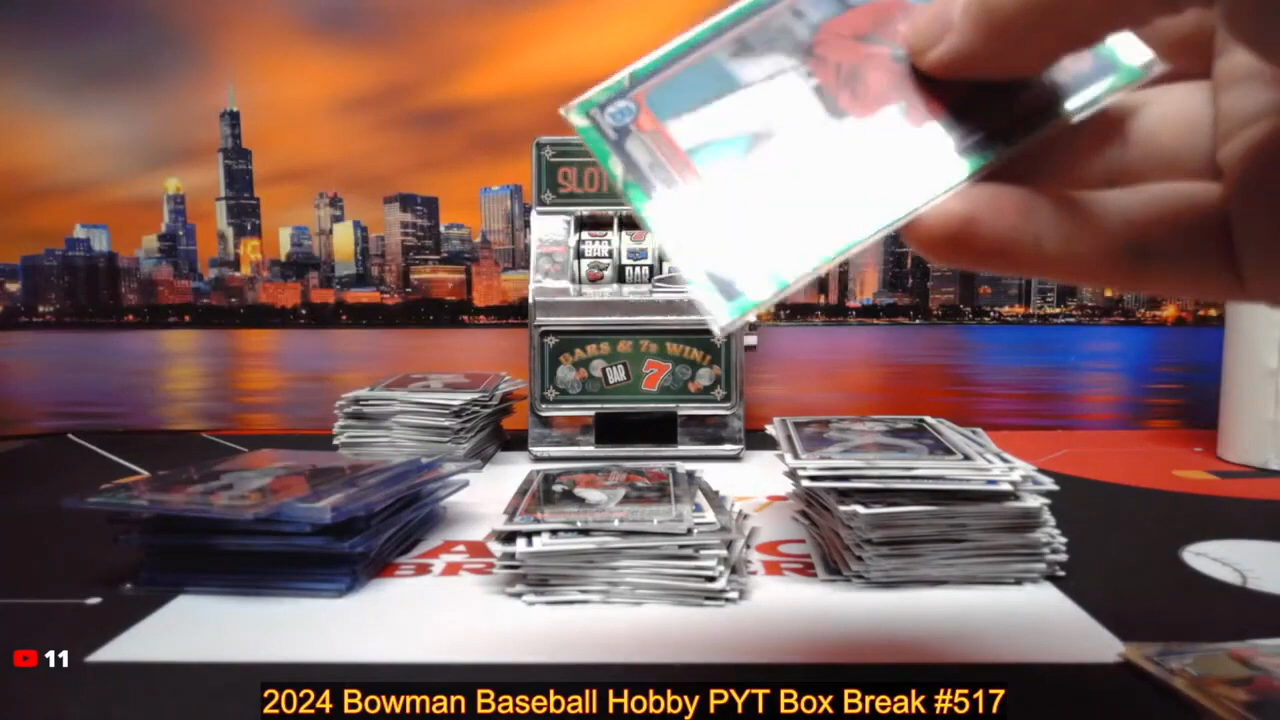 SLOT
BAR
BAR
BARS & 7s WIN!
BAR 7
11
2024 Bowman Baseball Hobby PYT Box Break #517